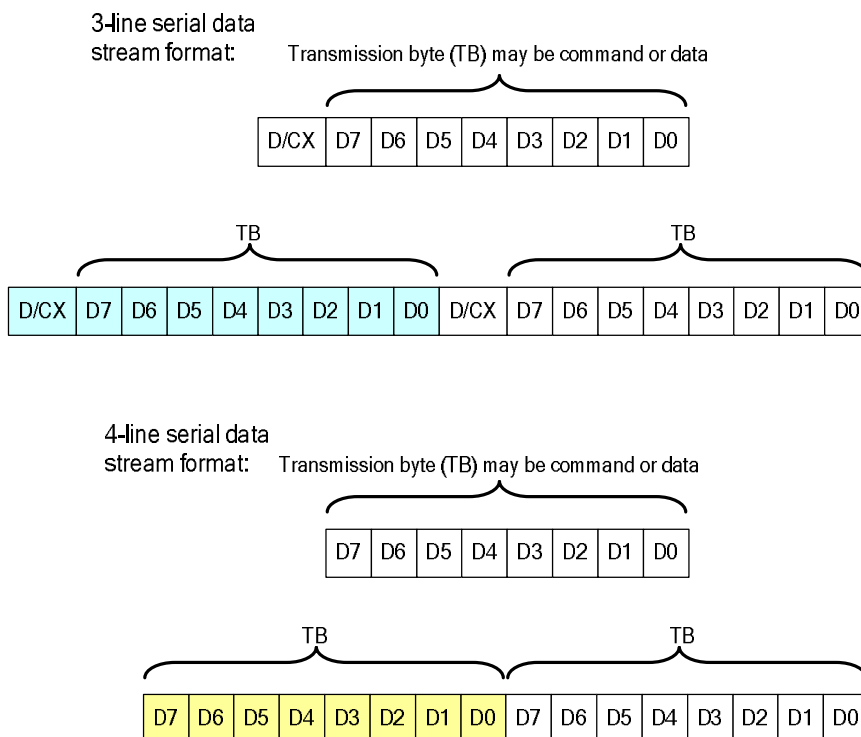 3-line serial data
stream format: Transmission byte (TB) may be command or data
D/CX D7 D6 D5 D4 D3 D2 D1 D0
TB TB
D/CX D7 D6 D5 D4 D3 D2 D1 D0 D/CX D7 D6 D5 D4 D3 D2 D1 D0
4-line serial data
stream format: Transmission byte (TB) may be command or data
D7 D6 D5 D4 D3 D2 D1 D0
TB TB
D7 D6 D5 D4 D3 D2 D1 D0 D7 D6 D5 D4 D3 D2 D1 D0